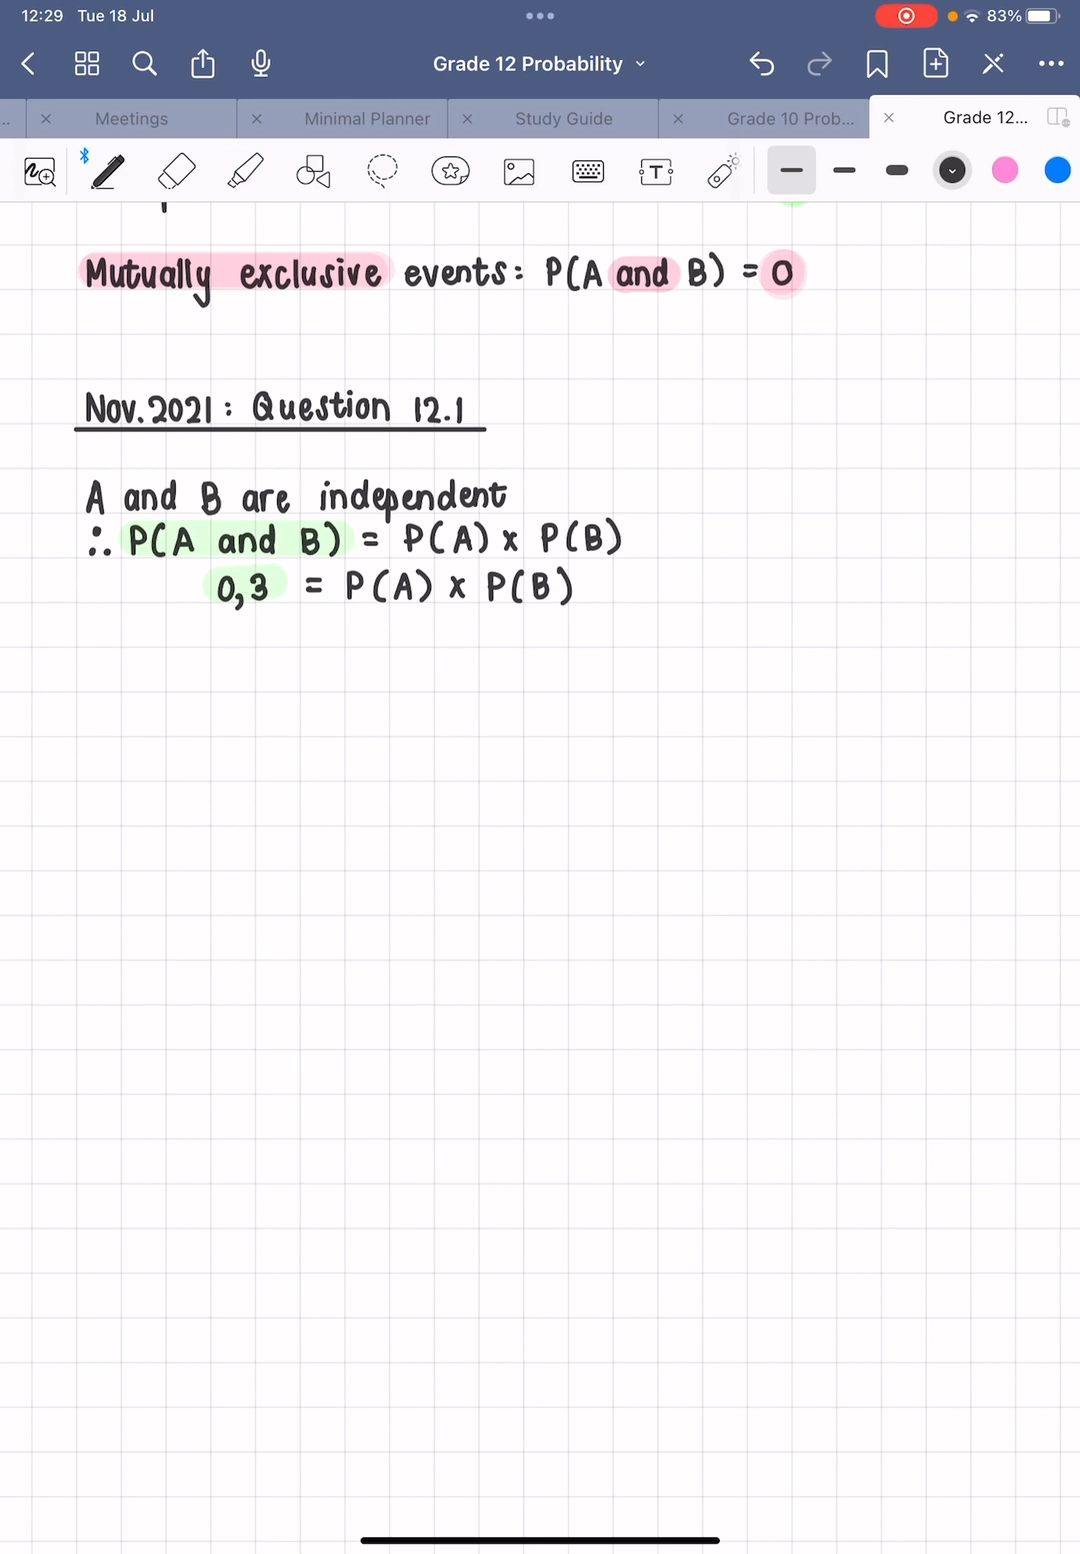 12:29 Tue 18 Jul
83%
Grade 12 Probability
Meetings
Minimal Planner
Study Guide
Grade 10 Prob...
Grade 12...
T
Mutually exclusive events: P(A and B) = 0
Nov. 2021: Question 12.1
A and B are independent
∴ P(A and B) = P(A) x P(B)
0,3 = P(A) x P(B)